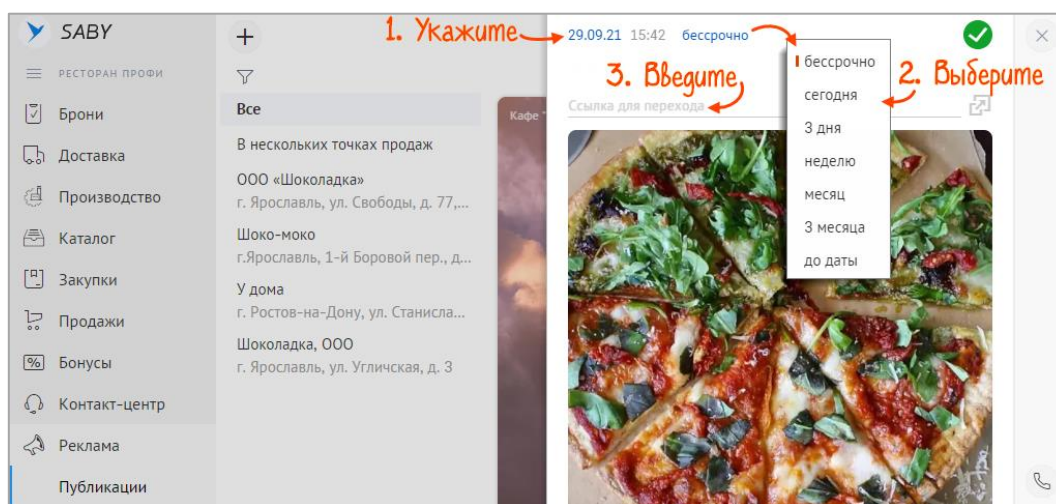 SABY
РЕСТОРАН ПРОФИ
Брони
Доставка
Производство
Каталог
Закупки
Продажи
Бонусы
Контакт-центр
Реклама
Публикации
Все
В нескольких точках продаж
ООО «Шоколадка»
г. Ярославль, ул. Свободы, д. 77,...
Шоко-моко
г.Ярославль, 1-й Боровой пер., д...
У дома
г. Ростов-на-Дону, ул. Станисла...
Шоколадка, ООО
г. Ярославль, ул. Угличская, д. 3
Кафе
1. Укажите
29.09.21 15:42 бессрочно
3. Введите
Ссылка для перехода
2. Выберите
бессрочно
сегодня
3 дня
неделю
месяц
3 месяца
до даты